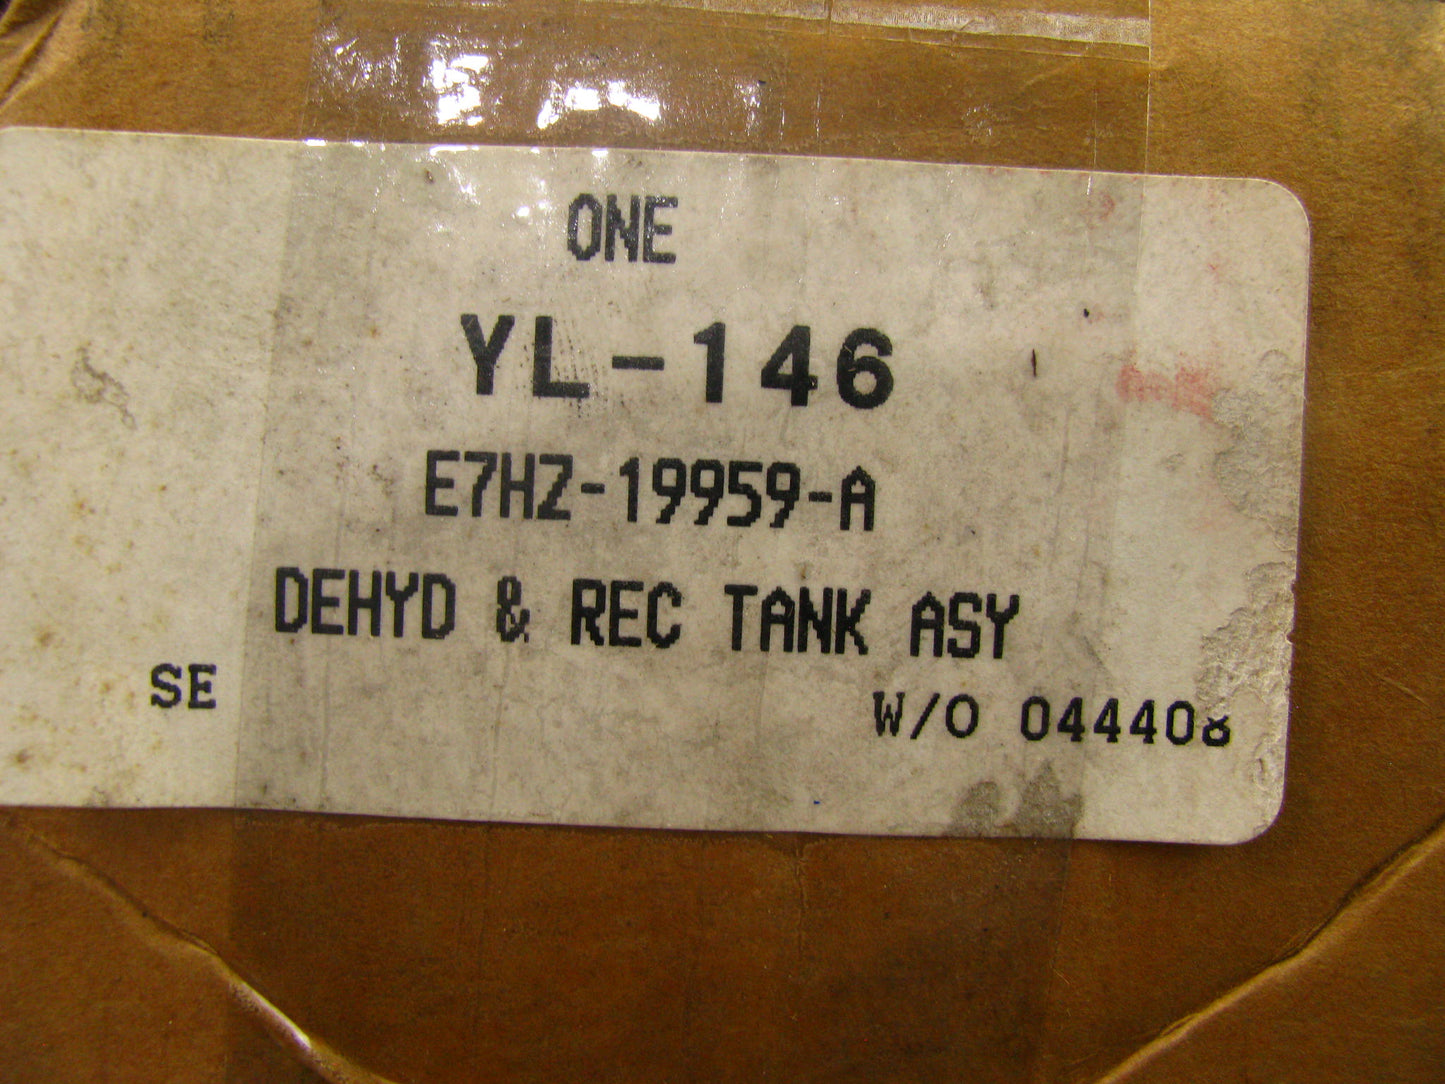 ONE
YL-146
E7HZ-19959-A
DEHYD & REC TANK ASY
SE
W/O 044408